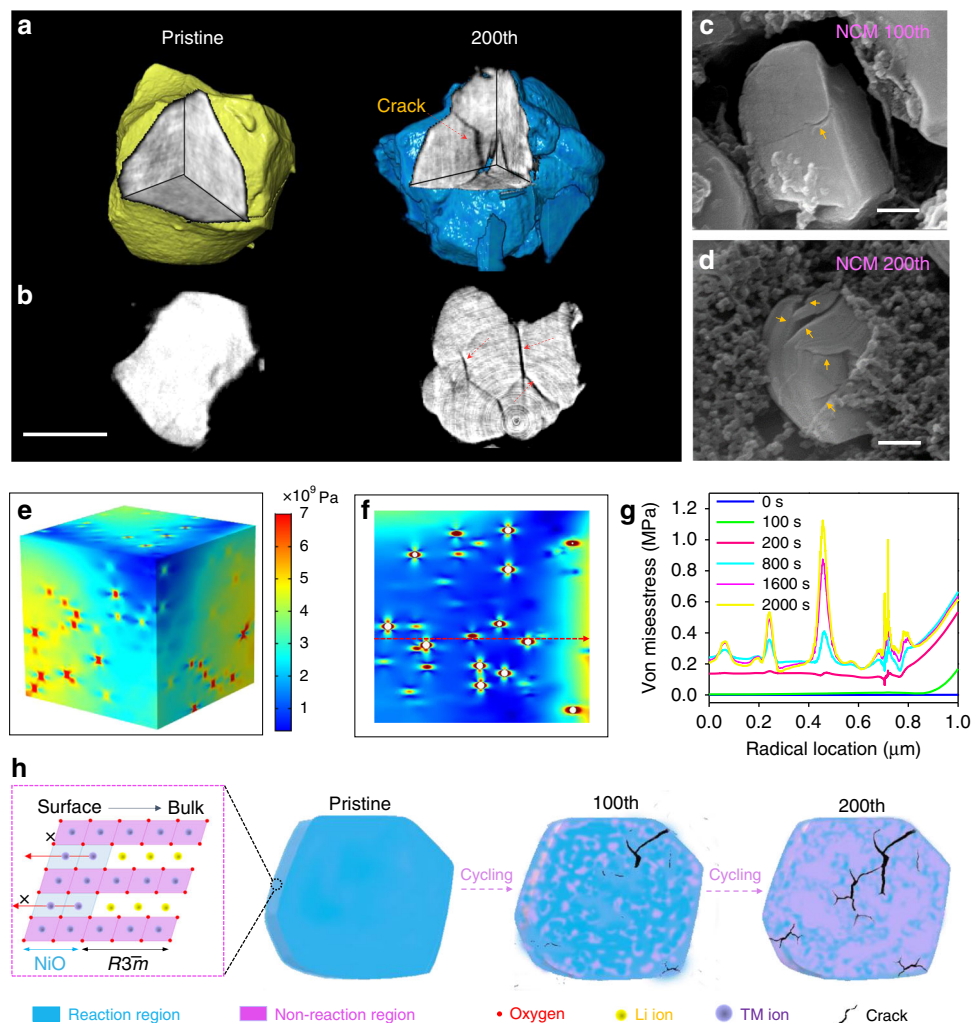 a
Pristine
200th
Crack
b
c
NCM 100th
d
NCM 200th
e
×10⁹ Pa
7
6
5
4
3
2
1
f
g
Von misesstress (MPa)
1.2
1.0
0.8
0.6
0.4
0.2
0.0
0 s
100 s
200 s
800 s
1600 s
2000 s
0.0 0.2 0.4 0.6 0.8 1.0
Radical location (μm)
h
Surface → Bulk
×
×
NiO
R3̅m
Pristine
Cycling
100th
Cycling
200th
Reaction region
Non-reaction region
Oxygen
Li ion
TM ion
Crack